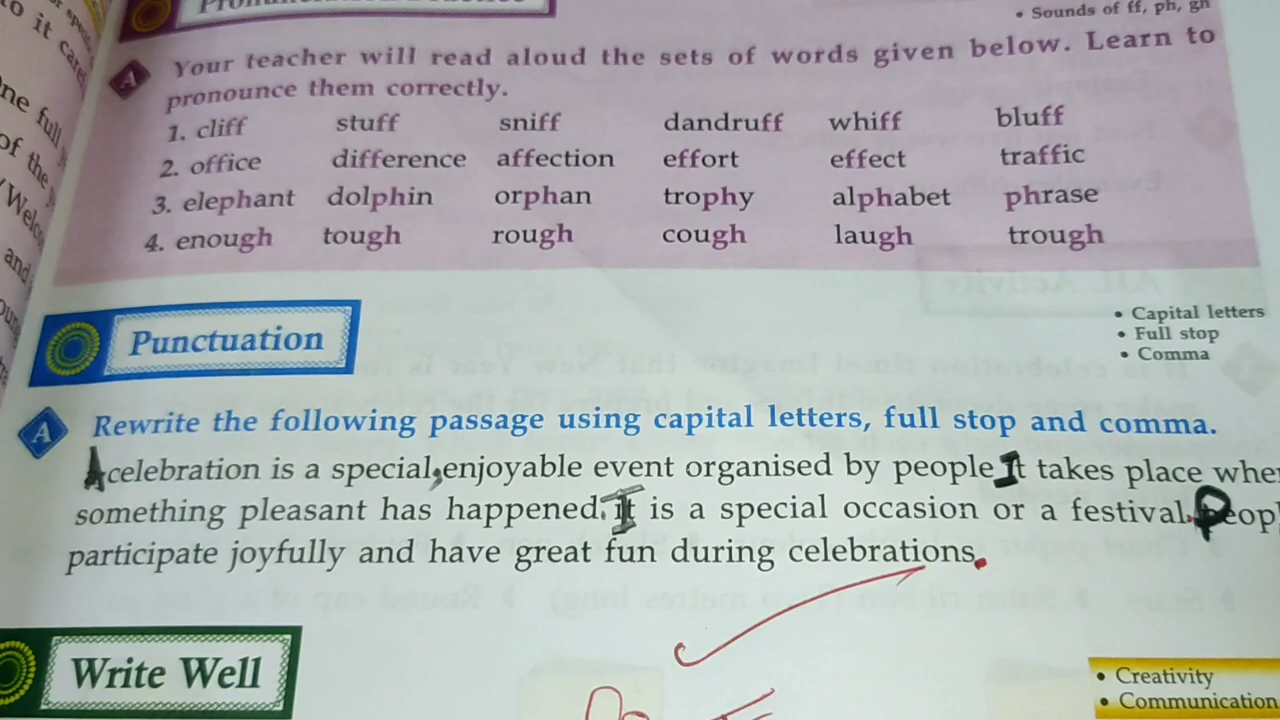 • Sounds of ff, ph, gh
A Your teacher will read aloud the sets of words given below. Learn to
pronounce them correctly.
1. cliff stuff sniff dandruff whiff bluff
2. office difference affection effort effect traffic
3. elephant dolphin orphan trophy alphabet phrase
4. enough tough rough cough laugh trough
Punctuation
• Capital letters
• Full stop
• Comma
A Rewrite the following passage using capital letters, full stop and comma.
A celebration is a special, enjoyable event organised by people It takes place when
something pleasant has happened. It is a special occasion or a festival. Peopl
participate joyfully and have great fun during celebrations.
Write Well
• Creativity
• Communication